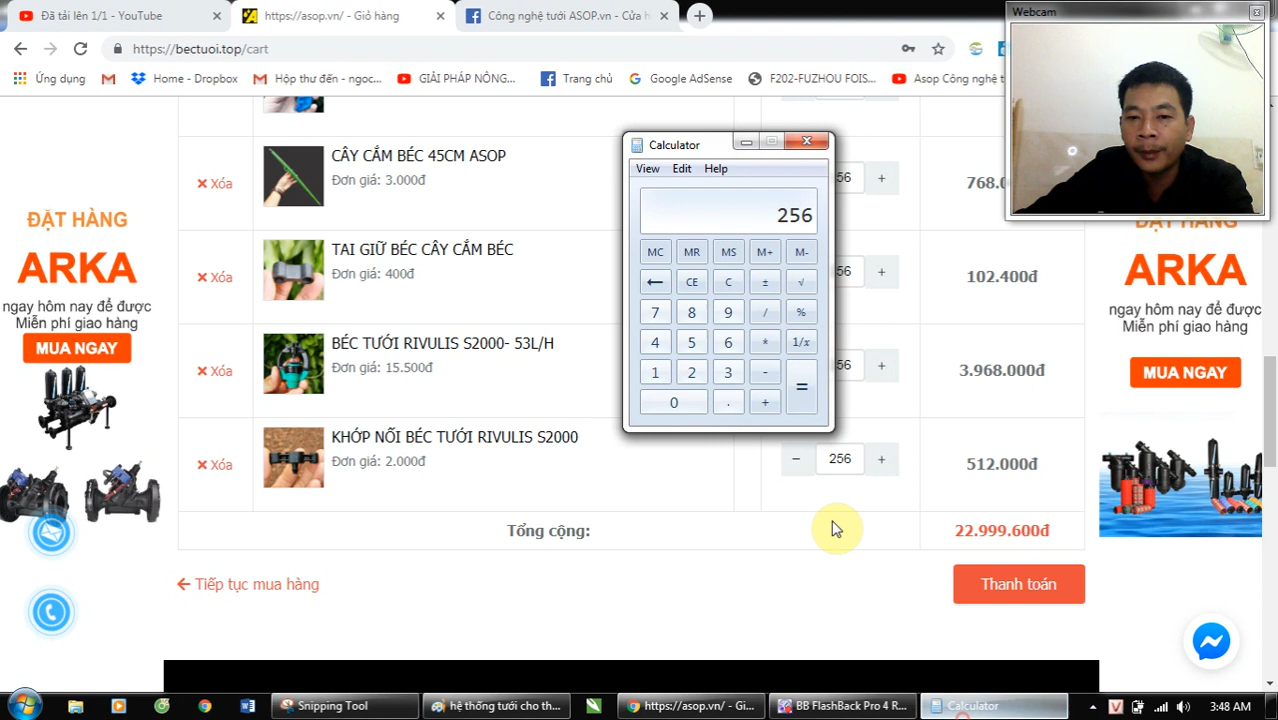 Đã tải lên 1/1 - YouTube
https://asop.vn/ - Giỏ hàng
Công nghệ tưới ASOP.vn - Cửa h
Webcam
https://bectuoi.top/cart
Ứng dụng
Home - Dropbox
Hộp thư đến - ngoc...
GIẢI PHÁP NÔNG...
Trang chủ
Google AdSense
F202-FUZHOU FOIS...
Asop Công nghệ t
Xóa
CÂY CẮM BÉC 45CM ASOP
Đơn giá: 3.000đ
56
+
768.0
Xóa
TAI GIỮ BÉC CÂY CẮM BÉC
Đơn giá: 400đ
56
+
102.400đ
Xóa
BÉC TƯỚI RIVULIS S2000- 53L/H
Đơn giá: 15.500đ
56
+
3.968.000đ
Xóa
KHỚP NỐI BÉC TƯỚI RIVULIS S2000
Đơn giá: 2.000đ
− 256 +
512.000đ
Tổng cộng:
22.999.600đ
Tiếp tục mua hàng
Thanh toán
Calculator
View Edit Help
256
MC MR MS M+ M-
← CE C ± √
7 8 9 / %
4 5 6 * 1/x
1 2 3 - =
0 . +
ĐẶT HÀNG
ARKA
ngay hôm nay để được
Miễn phí giao hàng
MUA NGAY
ĐẶT HÀNG
ARKA
ngay hôm nay để được
Miễn phí giao hàng
MUA NGAY
Snipping Tool
hệ thống tưới cho th...
https://asop.vn/ - Gi...
BB FlashBack Pro 4 R...
Calculator
V
3:48 AM